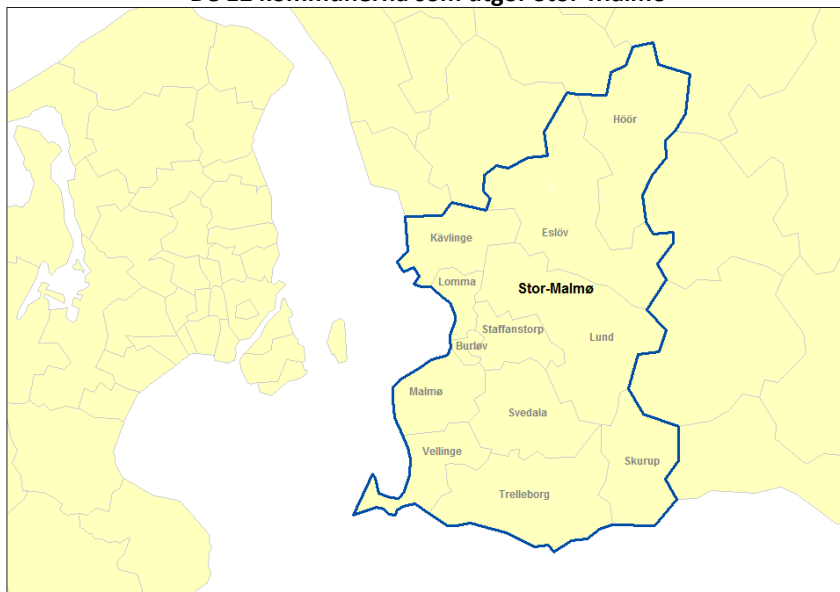 Höör
Kävlinge
Eslöv
Lomma
Stor-Malmø
Staffanstorp
Lund
Burløv
Malmø
Svedala
Vellinge
Skurup
Trelleborg